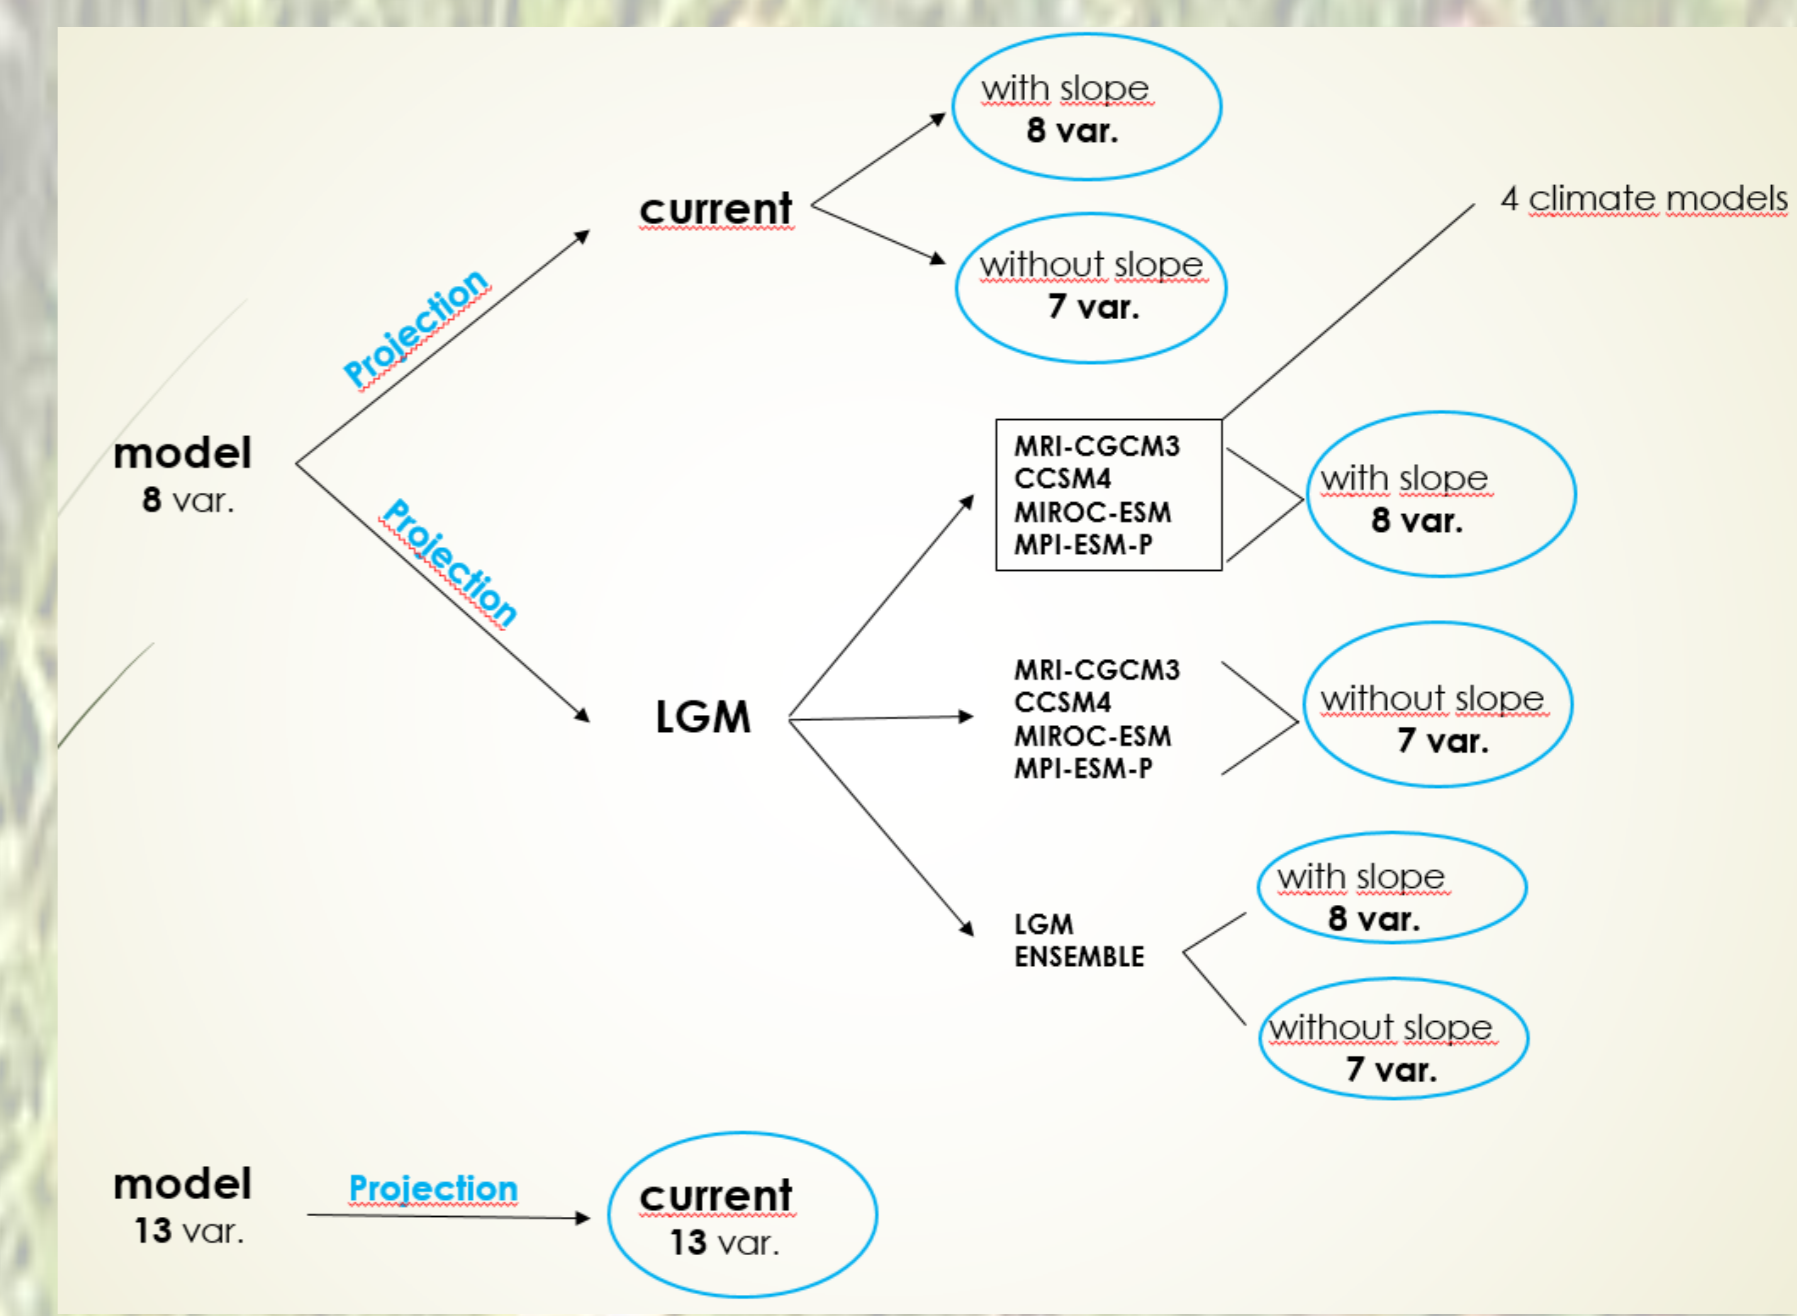 with slope
8 var.
4 climate models
current
without slope
7 var.
Projection
MRI-CGCM3
CCSM4
MIROC-ESM
MPI-ESM-P
with slope
8 var.
model
8 var.
Projection
MRI-CGCM3
CCSM4
MIROC-ESM
MPI-ESM-P
without slope
7 var.
LGM
with slope
8 var.
LGM
ENSEMBLE
without slope
7 var.
model
13 var.
Projection
current
13 var.